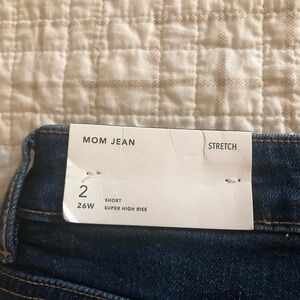 MOM JEAN STRETCH
2
26W
SHORT
SUPER HIGH RISE